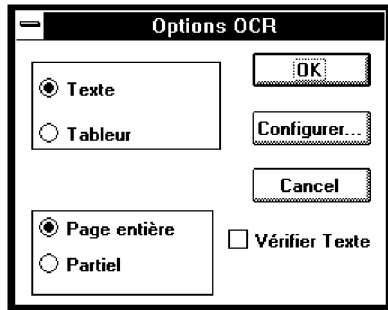 Options OCR
Texte
Tableur
OK
Configurer...
Cancel
Page entière
Partiel
Vérifier Texte